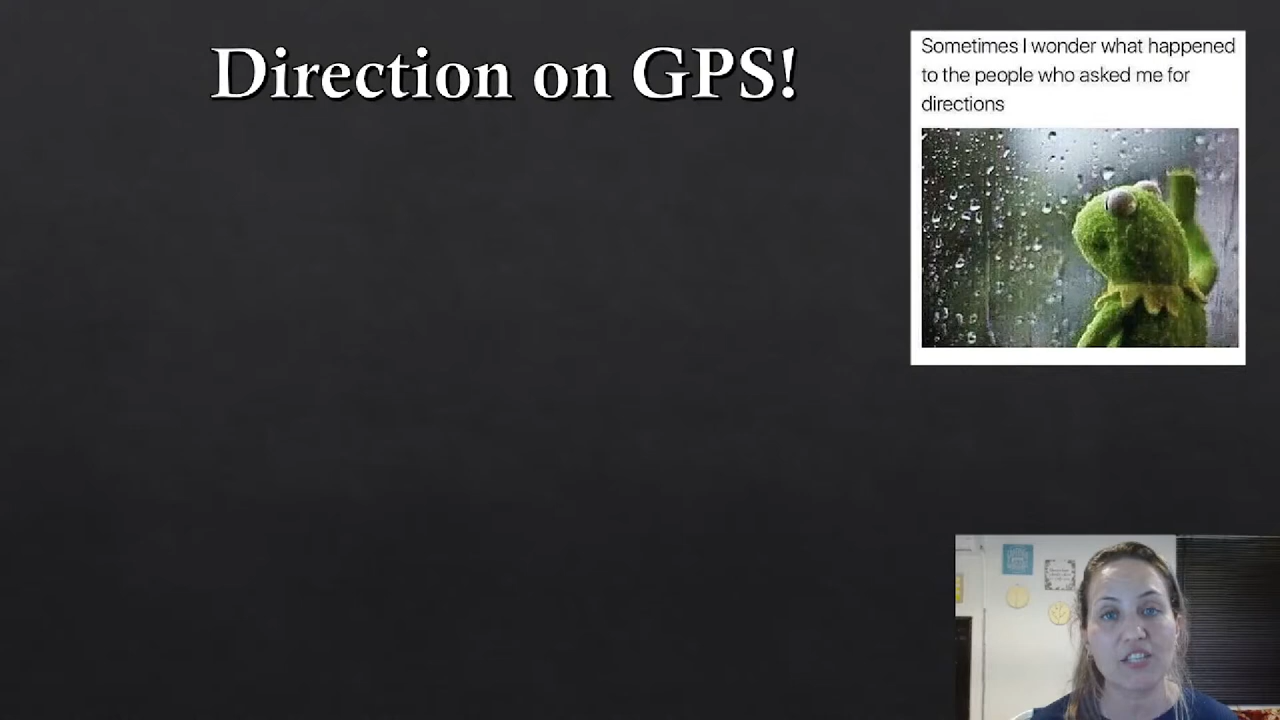 Direction on GPS!
Sometimes I wonder what happened
to the people who asked me for
directions